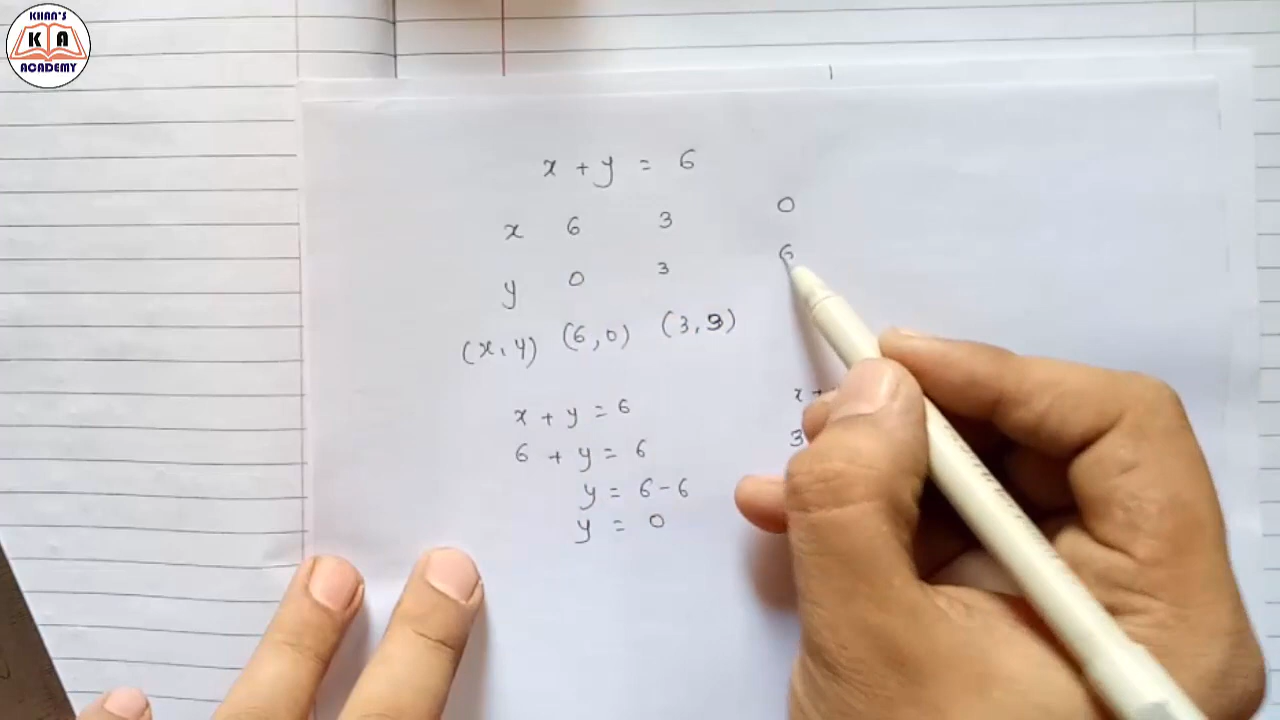 KHAN'S
K A
ACADEMY
x + y = 6
x 6 3 0
y 0 3 6
(x, y) (6,0) (3,3)
x + y = 6 x +
6 + y = 6 3
y = 6 - 6
y = 0